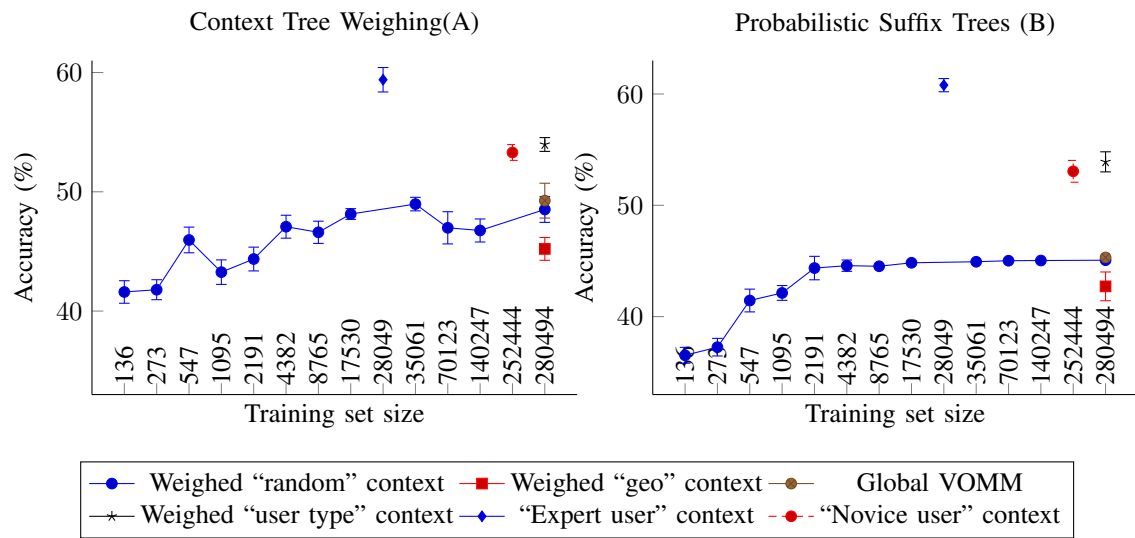 Context Tree Weighing(A)
Probabilistic Suffix Trees (B)
60
50
40
Accuracy (%)
136
273
547
1095
2191
4382
8765
17530
28049
35061
70123
140247
252444
280494
Training set size
60
50
40
Accuracy (%)
547
1095
2191
4382
8765
17530
28049
35061
70123
140247
252444
280494
Training set size
Weighed “random” context
Weighed “geo” context
Global VOMM
Weighed “user type” context
“Expert user” context
“Novice user” context